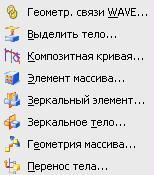 Геометр. связи WAVE...
Выделить тело...
Композитная кривая...
Элемент массива...
Зеркальный элемент...
Зеркальное тело...
Геометрия массива...
Перенос тела...